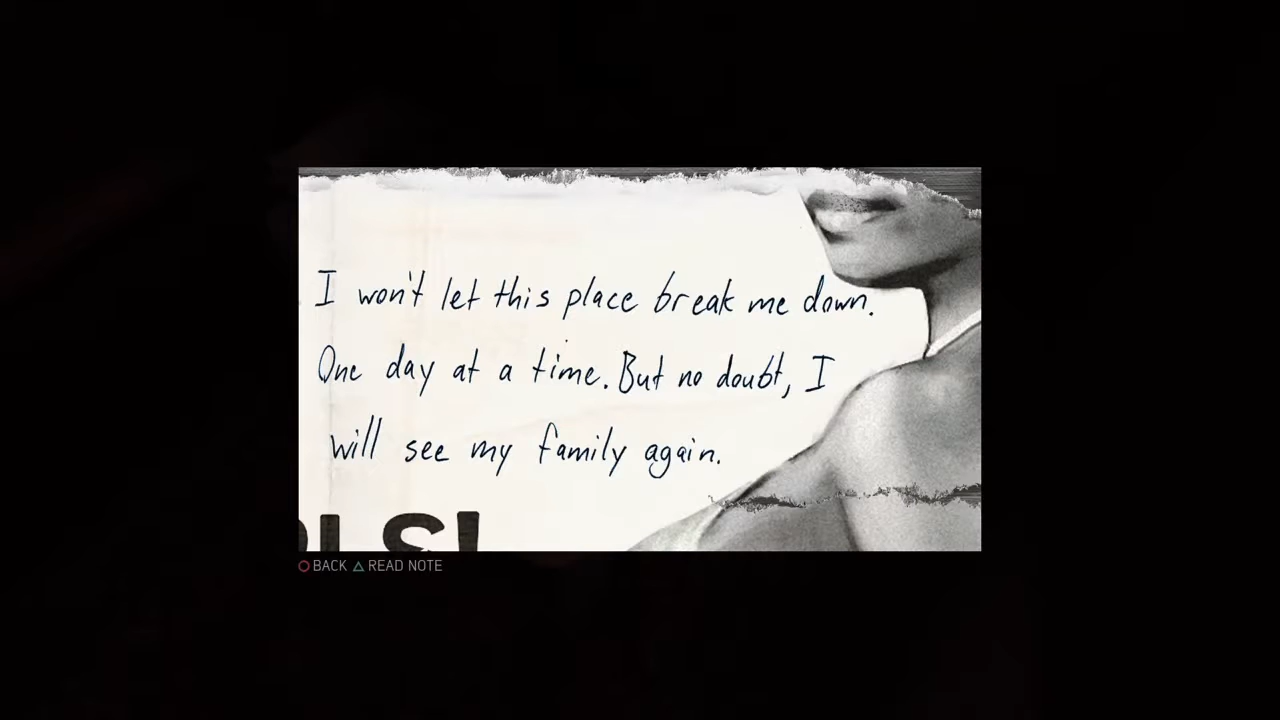 I won't let this place break me down.
One day at a time. But no doubt, I
will see my family again.
LS!
BACK READ NOTE